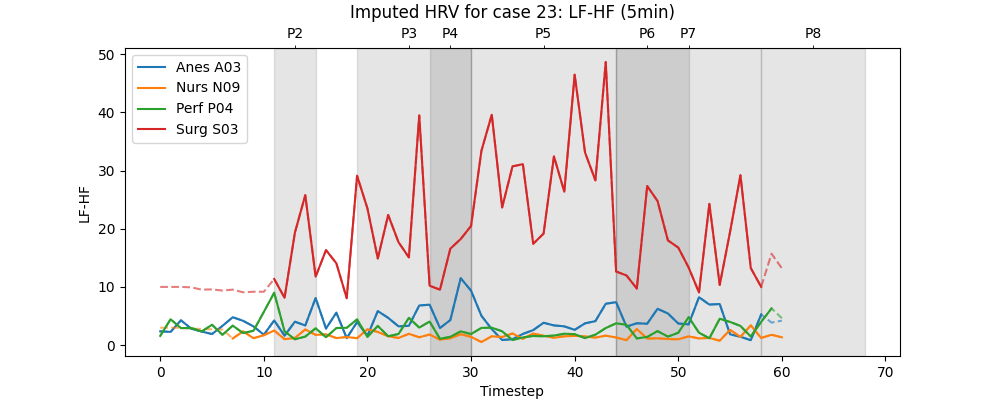 Imputed HRV for case 23: LF-HF (5min)
P2 P3 P4 P5 P6 P7 P8
50
40
30
20
10
0
LF-HF
Anes A03
Nurs N09
Perf P04
Surg S03
0 10 20 30 40 50 60 70
Timestep